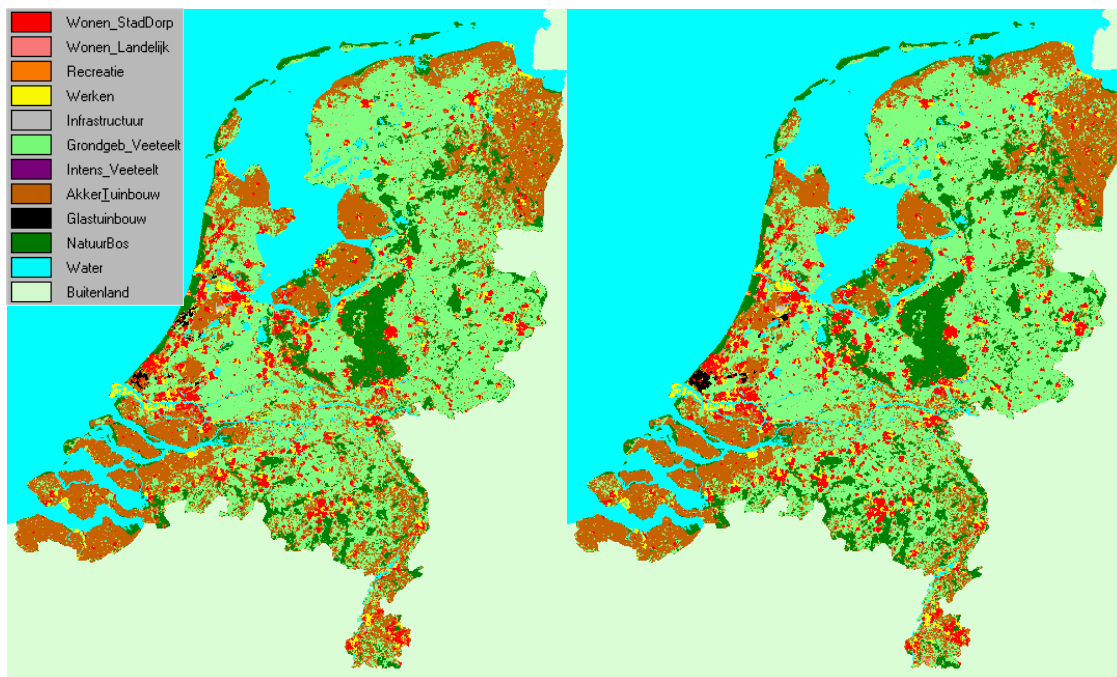 Wonen_StadDorp
Wonen_Landelijk
Recreatie
Werken
Infrastructuur
Grondgeb_Veeteelt
Intens_Veeteelt
AkkerTuinbouw
Glastuinbouw
NatuurBos
Water
Buitenland